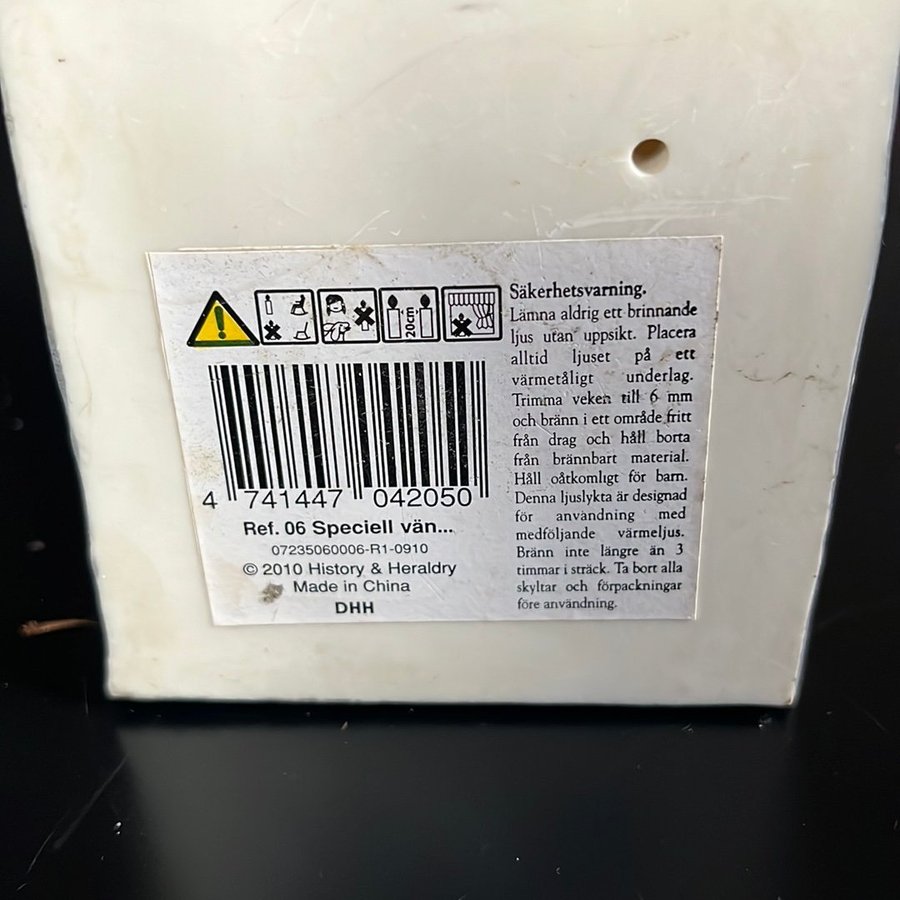 20cm
4 741447 042050
Ref. 06 Speciell vän...
07235060006-R1-0910
© 2010 History & Heraldry
Made in China
DHH
Säkerhetsvarning.
Lämna aldrig ett brinnande
ljus utan uppsikt. Placera
alltid ljuset på ett
värmetåligt underlag.
Trimma veken till 6 mm
och bränn i ett område fritt
från drag och håll borta
från brännbart material.
Håll oåtkomligt för barn.
Denna ljuslykta är designad
för användning med
medföljande värmeljus.
Bränn inte längre än 3
timmar i sträck. Ta bort alla
skyltar och förpackningar
före användning.